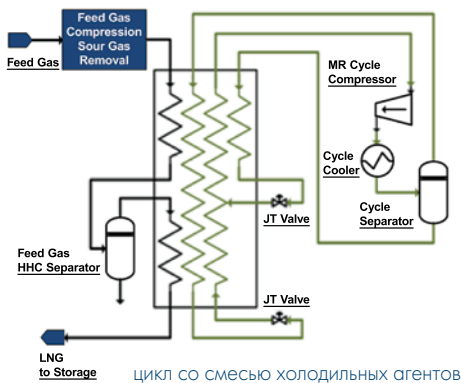 Feed Gas
Compression
Sour Gas
Removal
Feed Gas
MR Cycle
Compressor
Cycle
Cooler
Cycle
Separator
JT Valve
Feed Gas
HHC Separator
JT Valve
LNG
to Storage
цикл со смесью холодильных агентов